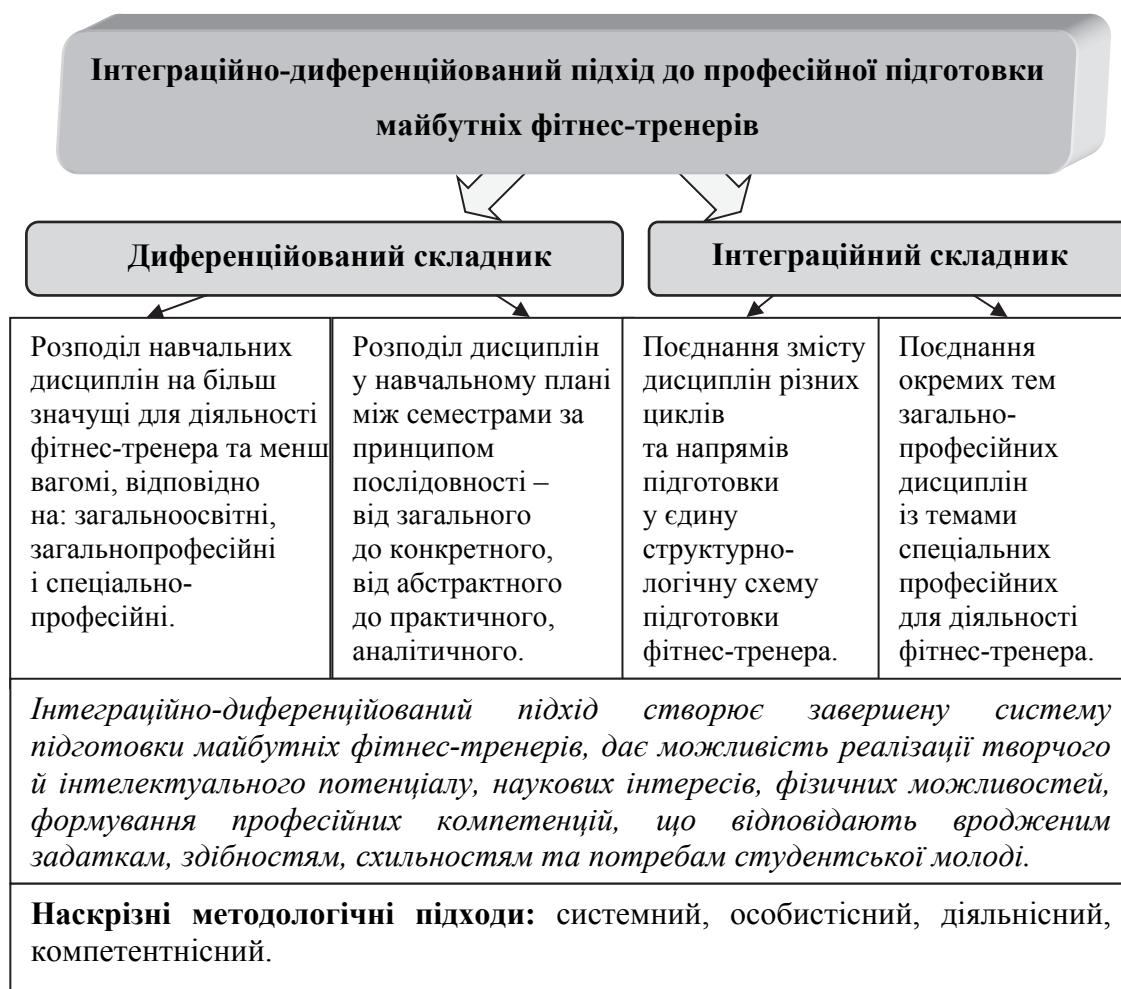 Інтеграційно-диференційований підхід до професійної підготовки
майбутніх фітнес-тренерів
Диференційований складник
Інтеграційний складник
Розподіл навчальних
дисциплін на більш
значущі для діяльності
фітнес-тренера та менш
вагомі, відповідно
на: загальноосвітні,
загальнопрофесійні
і спеціально-
професійні.
Розподіл дисциплін
у навчальному плані
між семестрами за
принципом
послідовності –
від загального
до конкретного,
від абстрактного
до практичного,
аналітичного.
Поєднання змісту
дисциплін різних
циклів
та напрямів
підготовки
у єдину
структурно-
логічну схему
підготовки
фітнес-тренера.
Поєднання
окремих тем
загально-
професійних
дисциплін
із темами
спеціальних
професійних
для діяльності
фітнес-тренера.
Інтеграційно-диференційований підхід створює завершену систему
підготовки майбутніх фітнес-тренерів, дає можливість реалізації творчого
й інтелектуального потенціалу, наукових інтересів, фізичних можливостей,
формування професійних компетенцій, що відповідають вродженим
задаткам, здібностям, схильностям та потребам студентської молоді.
Наскрізні методологічні підходи: системний, особистісний, діяльнісний,
компетентнісний.